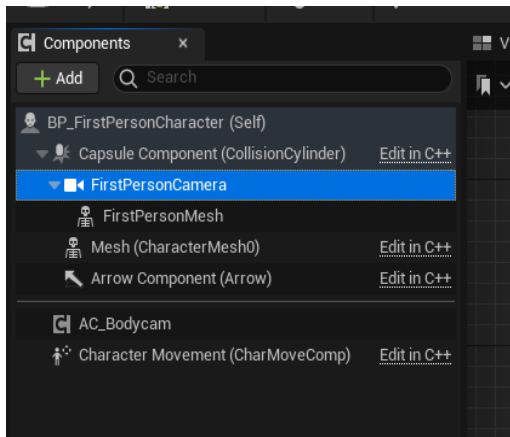 Components ×
+ Add Search
BP_FirstPersonCharacter (Self)
Capsule Component (CollisionCylinder) Edit in C++
FirstPersonCamera
FirstPersonMesh
Mesh (CharacterMesh0) Edit in C++
Arrow Component (Arrow) Edit in C++
AC_Bodycam
Character Movement (CharMoveComp) Edit in C++